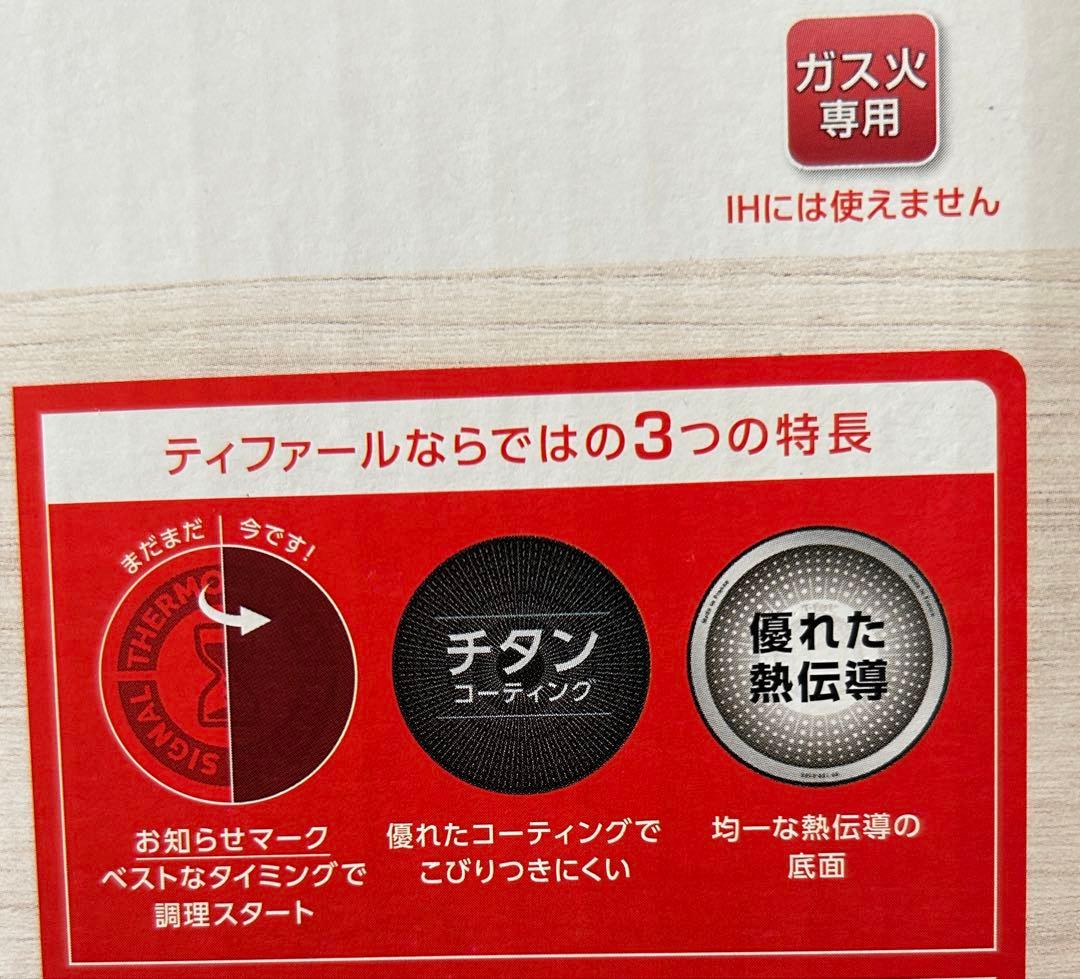 ガス火
専用
IHには使えません
ティファールならではの3つの特長
まだまだ
今です!
THERMO
SIGNAL
チタン
コーティング
優れた
熱伝導
お知らせマーク
ベストなタイミングで
調理スタート
優れたコーティングで
こびりつきにくい
均一な熱伝導の
底面